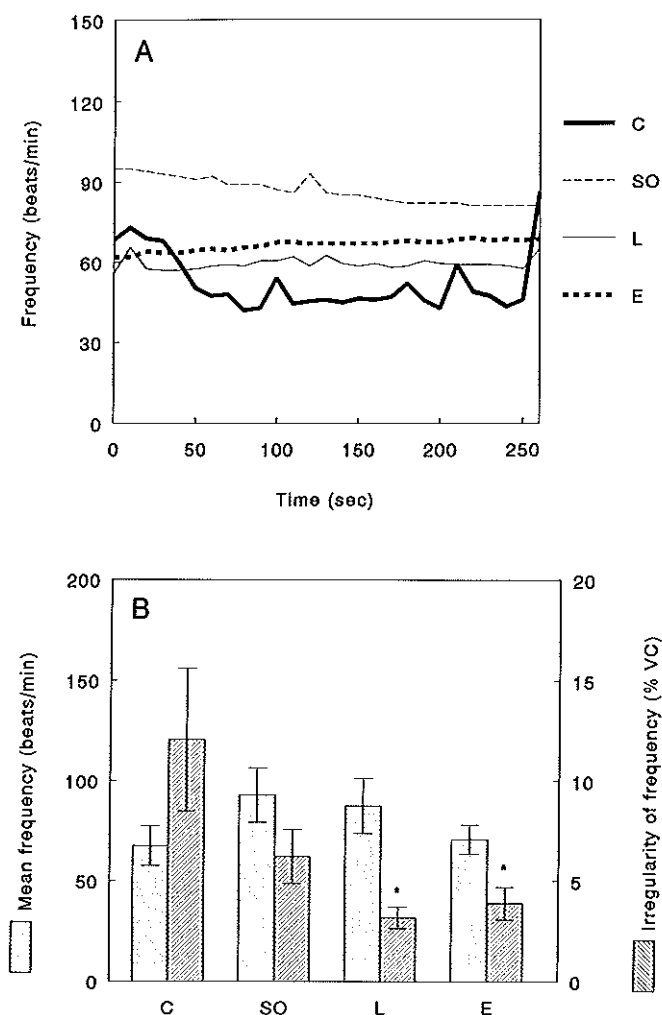 150
120
90
60
30
0
Frequency (beats/min)
A
C
SO
L
E
0 50 100 150 200 250
Time (sec)
200
150
100
50
0
Mean frequency (beats/min)
B
*
*
20
15
10
5
0
Irregularity of frequency (% VC)
C SO L E